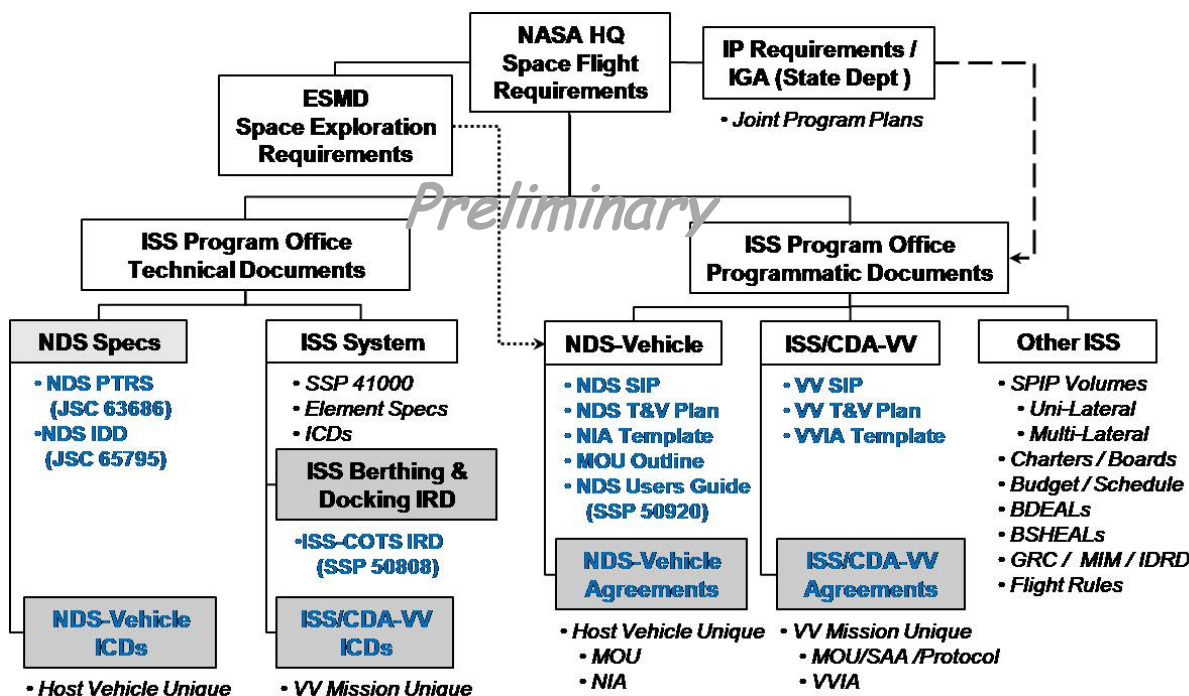 NASA HQ
Space Flight
Requirements
IP Requirements /
IGA (State Dept )
• Joint Program Plans
ESMD
Space Exploration
Requirements
Preliminary
ISS Program Office
Technical Documents
ISS Program Office
Programmatic Documents
NDS Specs
• NDS PTRS
(JSC 63686)
•NDS IDD
(JSC 65795)
NDS-Vehicle
ICDs
• Host Vehicle Unique
ISS System
• SSP 41000
• Element Specs
• ICDs
ISS Berthing &
Docking IRD
•ISS-COTS IRD
(SSP 50808)
ISS/CDA-VV
ICDs
• VV Mission Unique
NDS-Vehicle
• NDS SIP
• NDS T&V Plan
• NIA Template
• MOU Outline
• NDS Users Guide
(SSP 50920)
NDS-Vehicle
Agreements
• Host Vehicle Unique
• MOU
• NIA
ISS/CDA-VV
• VV SIP
• VV T&V Plan
• VVIA Template
ISS/CDA-VV
Agreements
• VV Mission Unique
• MOU/SAA /Protocol
• VVIA
Other ISS
• SPIP Volumes
• Uni-Lateral
• Multi-Lateral
• Charters / Boards
• Budget / Schedule
• BDEALs
• BSHEALs
• GRC / MIM / IDRD
• Flight Rules